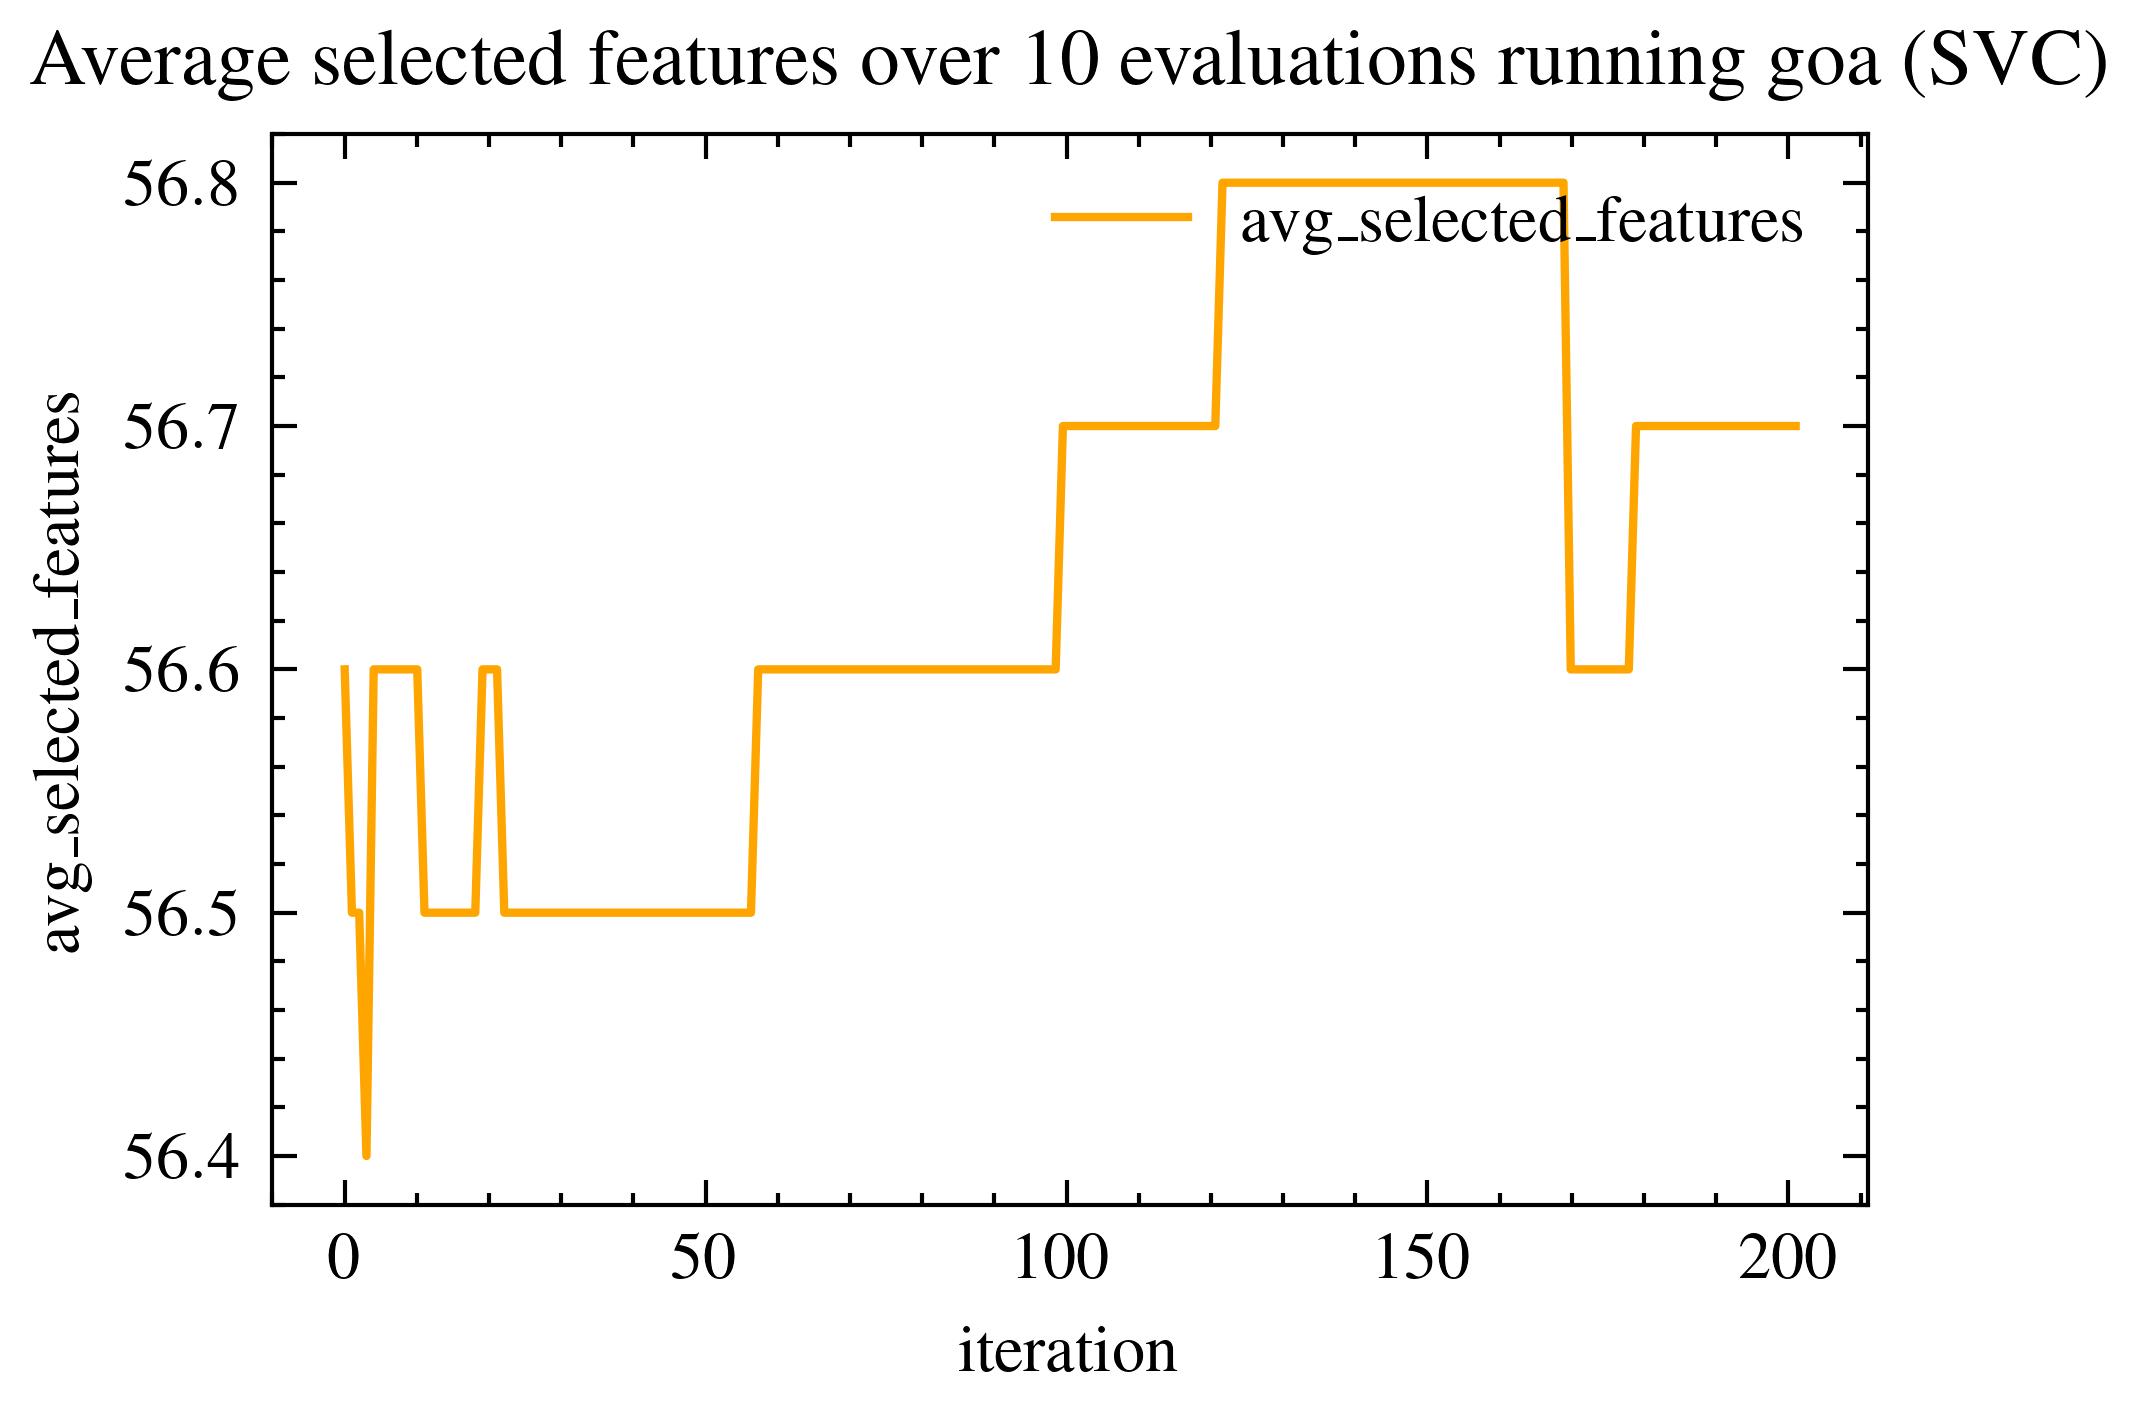 Average selected features over 10 evaluations running goa (SVC)
avg_selected_features
56.8
56.7
56.6
56.5
56.4
avg_selected_features
0 50 100 150 200
iteration